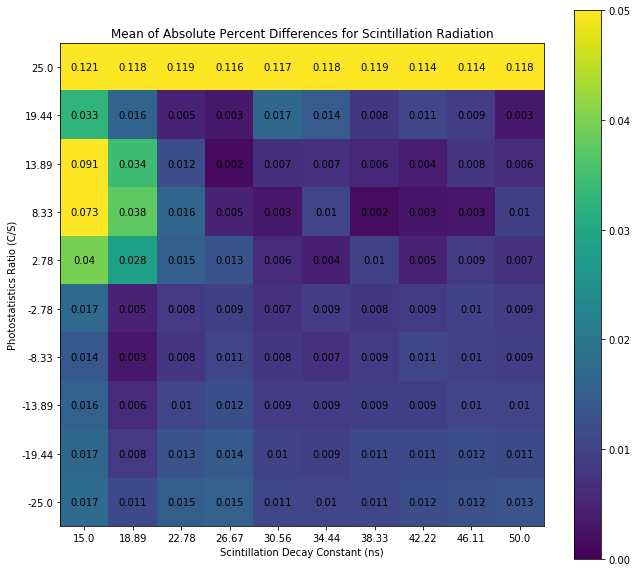 Mean of Absolute Percent Differences for Scintillation Radiation
25.0 0.121 0.118 0.119 0.116 0.117 0.118 0.119 0.114 0.114 0.118
19.44 0.033 0.016 0.005 0.003 0.017 0.014 0.008 0.011 0.009 0.003
13.89 0.091 0.034 0.012 0.002 0.007 0.007 0.006 0.004 0.008 0.006
8.33 0.073 0.038 0.016 0.005 0.003 0.01 0.002 0.003 0.003 0.01
2.78 0.04 0.028 0.015 0.013 0.006 0.004 0.01 0.005 0.009 0.007
-2.78 0.017 0.005 0.008 0.009 0.007 0.009 0.008 0.009 0.01 0.009
-8.33 0.014 0.003 0.008 0.011 0.008 0.007 0.009 0.011 0.01 0.009
-13.89 0.016 0.006 0.01 0.012 0.009 0.009 0.009 0.009 0.01 0.01
-19.44 0.017 0.008 0.013 0.014 0.01 0.009 0.011 0.011 0.012 0.011
-25.0 0.017 0.011 0.015 0.015 0.011 0.01 0.011 0.012 0.012 0.013
15.0 18.89 22.78 26.67 30.56 34.44 38.33 42.22 46.11 50.0
Scintillation Decay Constant (ns)
Photostatistics Ratio (C/S)
0.05
0.04
0.03
0.02
0.01
0.00